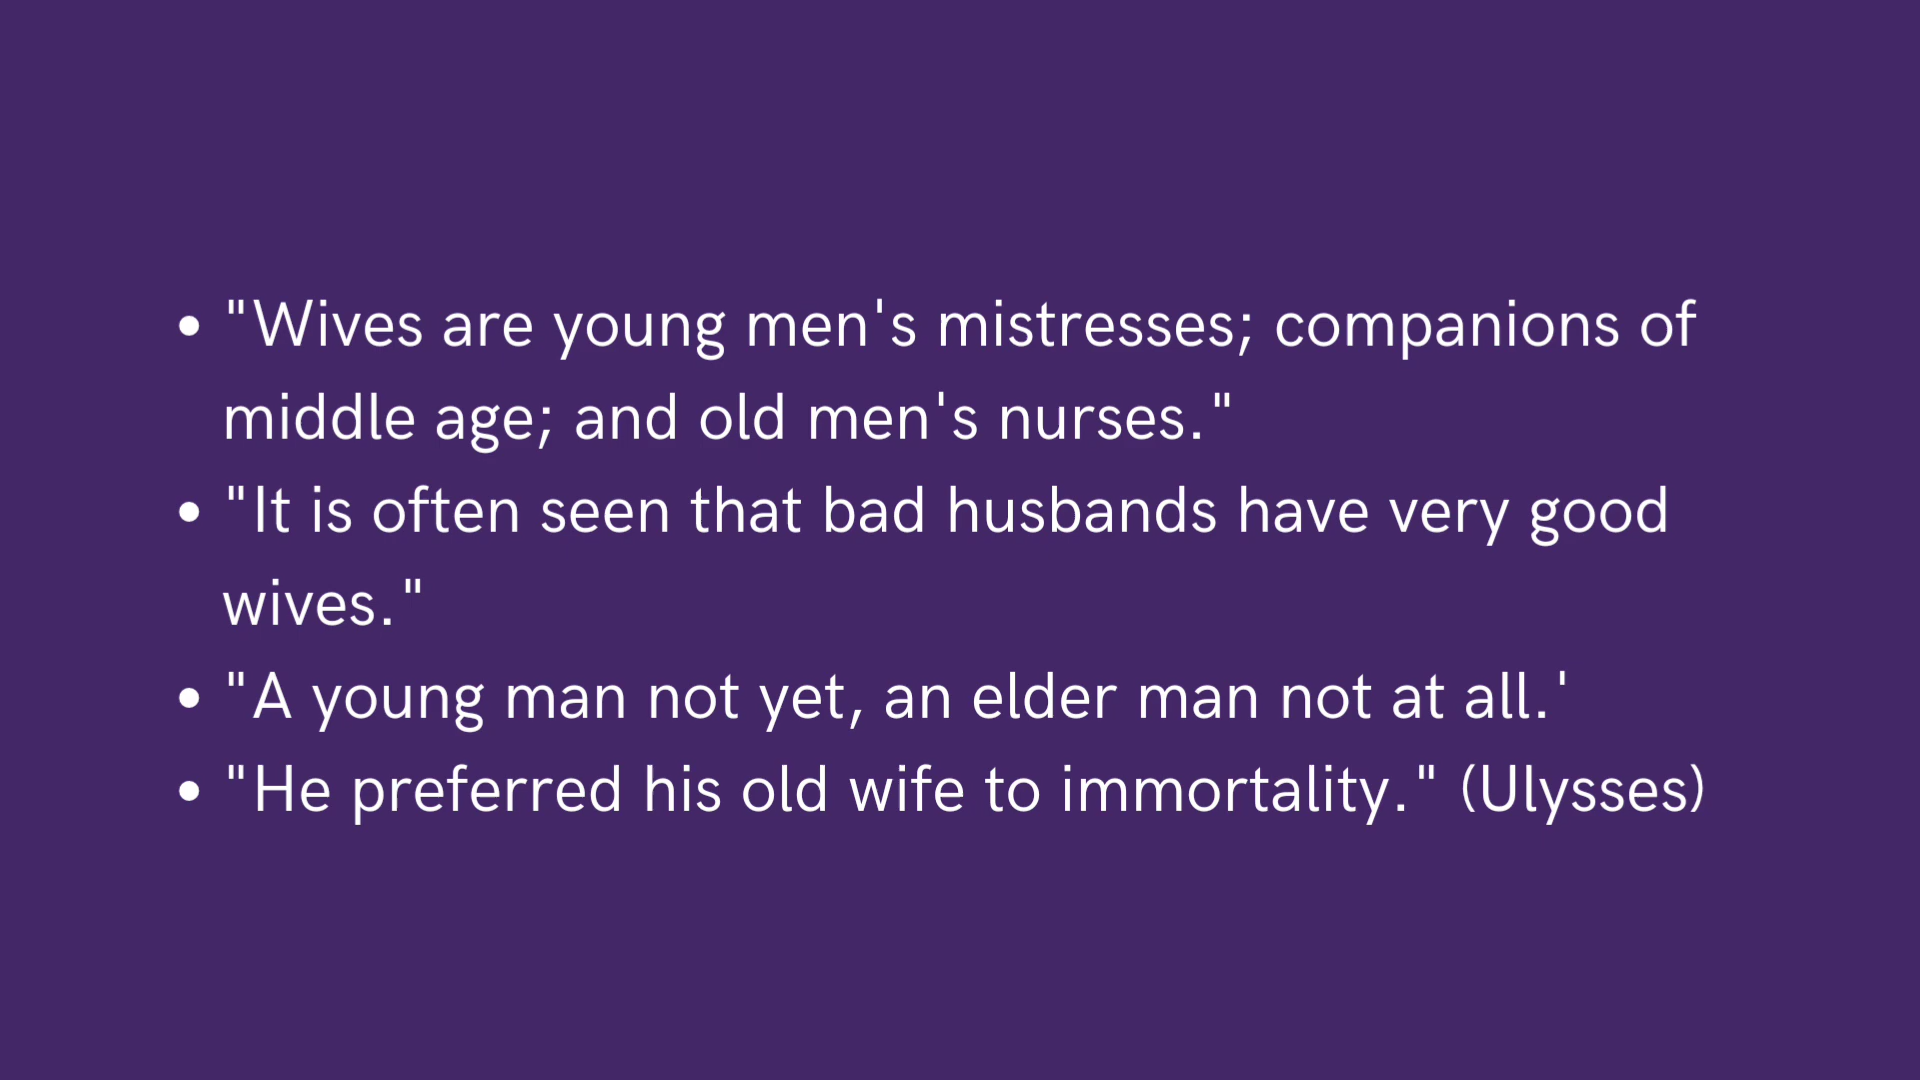 • "Wives are young men's mistresses; companions of
middle age; and old men's nurses."
• "It is often seen that bad husbands have very good
wives."
• "A young man not yet, an elder man not at all.'
• "He preferred his old wife to immortality." (Ulysses)